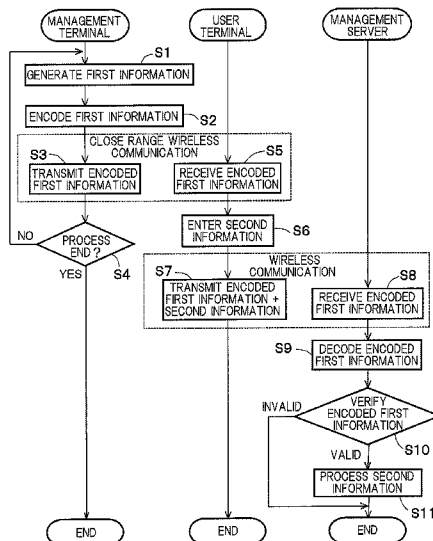 MANAGEMENT
TERMINAL
USER
TERMINAL
MANAGEMENT
SERVER
S1
GENERATE FIRST INFORMATION
ENCODE FIRST INFORMATION
S2
CLOSE RANGE WIRELESS
COMMUNICATION
S3
TRANSMIT ENCODED
FIRST INFORMATION
S5
RECEIVE ENCODED
FIRST INFORMATION
NO
PROCESS
END ?
YES
S4
ENTER SECOND
INFORMATION
S6
WIRELESS
COMMUNICATION
S7
TRANSMIT ENCODED
FIRST INFORMATION +
SECOND INFORMATION
S8
RECEIVE ENCODED
FIRST INFORMATION
S9
DECODE ENCODED
FIRST INFORMATION
INVALID
VERIFY
ENCODED FIRST
INFORMATION
S10
VALID
PROCESS SECOND
INFORMATION
S11
END
END
END